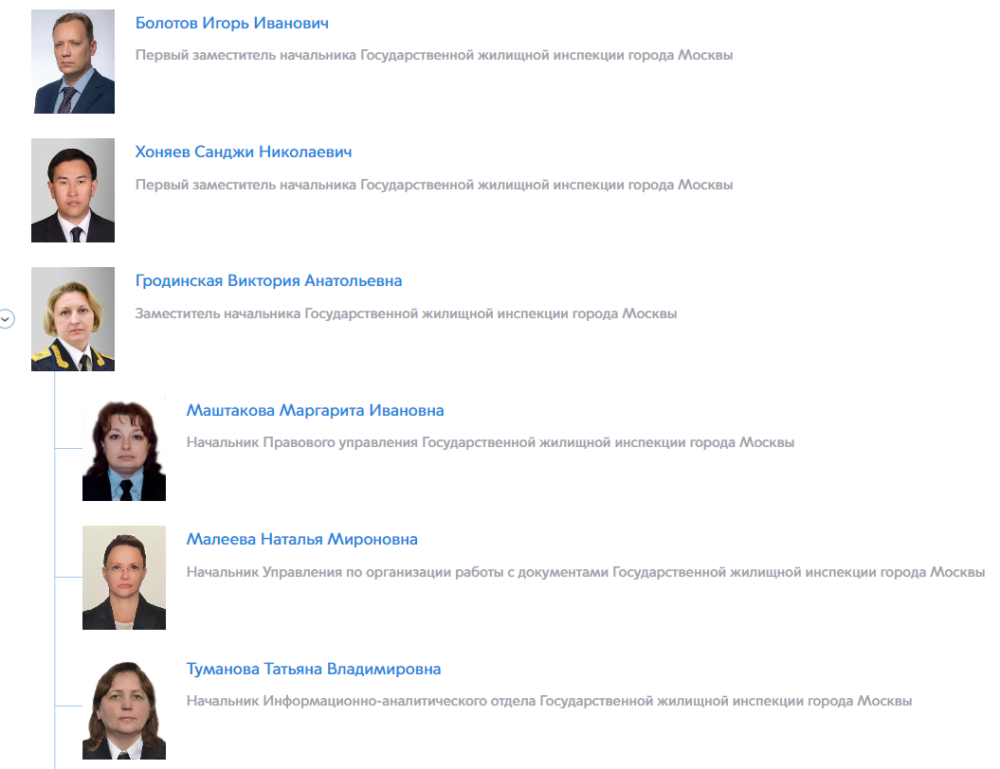 Болотов Игорь Иванович
Первый заместитель начальника Государственной жилищной инспекции города Москвы
Хоняев Санджи Николаевич
Первый заместитель начальника Государственной жилищной инспекции города Москвы
Гродинская Виктория Анатольевна
Заместитель начальника Государственной жилищной инспекции города Москвы
Маштакова Маргарита Ивановна
Начальник Правового управления Государственной жилищной инспекции города Москвы
Малеева Наталья Мироновна
Начальник Управления по организации работы с документами Государственной жилищной инспекции города Москвы
Туманова Татьяна Владимировна
Начальник Информационно-аналитического отдела Государственной жилищной инспекции города Москвы